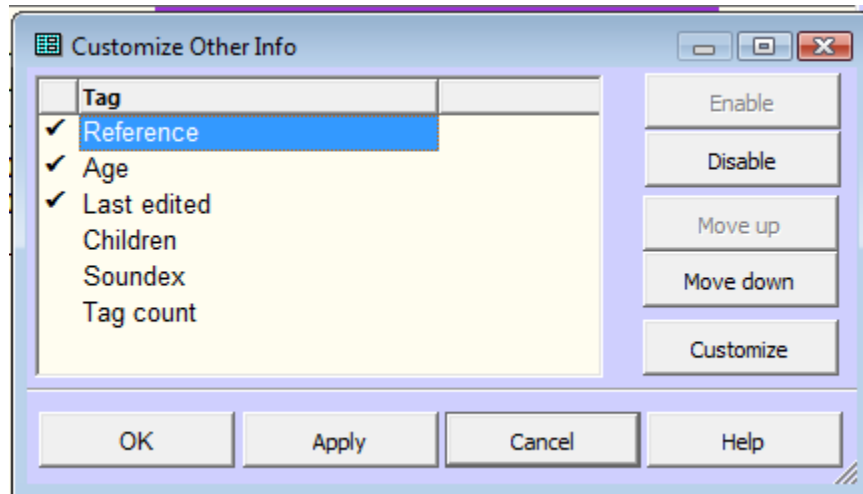 Customize Other Info
Tag
Reference
Age
Last edited
Children
Soundex
Tag count
Enable
Disable
Move up
Move down
Customize
OK Apply Cancel Help